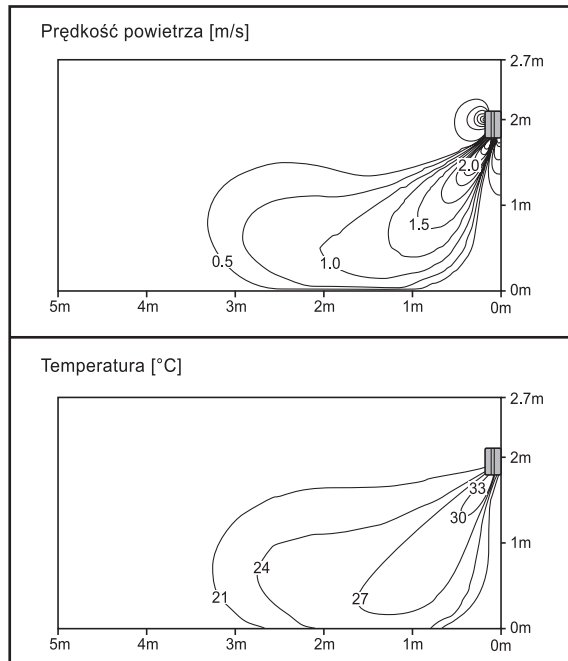 Prędkość powietrza [m/s]
2.7m
2m
2.0
1m
1.5
1.0
0.5
0m
5m 4m 3m 2m 1m 0m
Temperatura [°C]
2.7m
2m
33
30
1m
24
27
21
0m
5m 4m 3m 2m 1m 0m